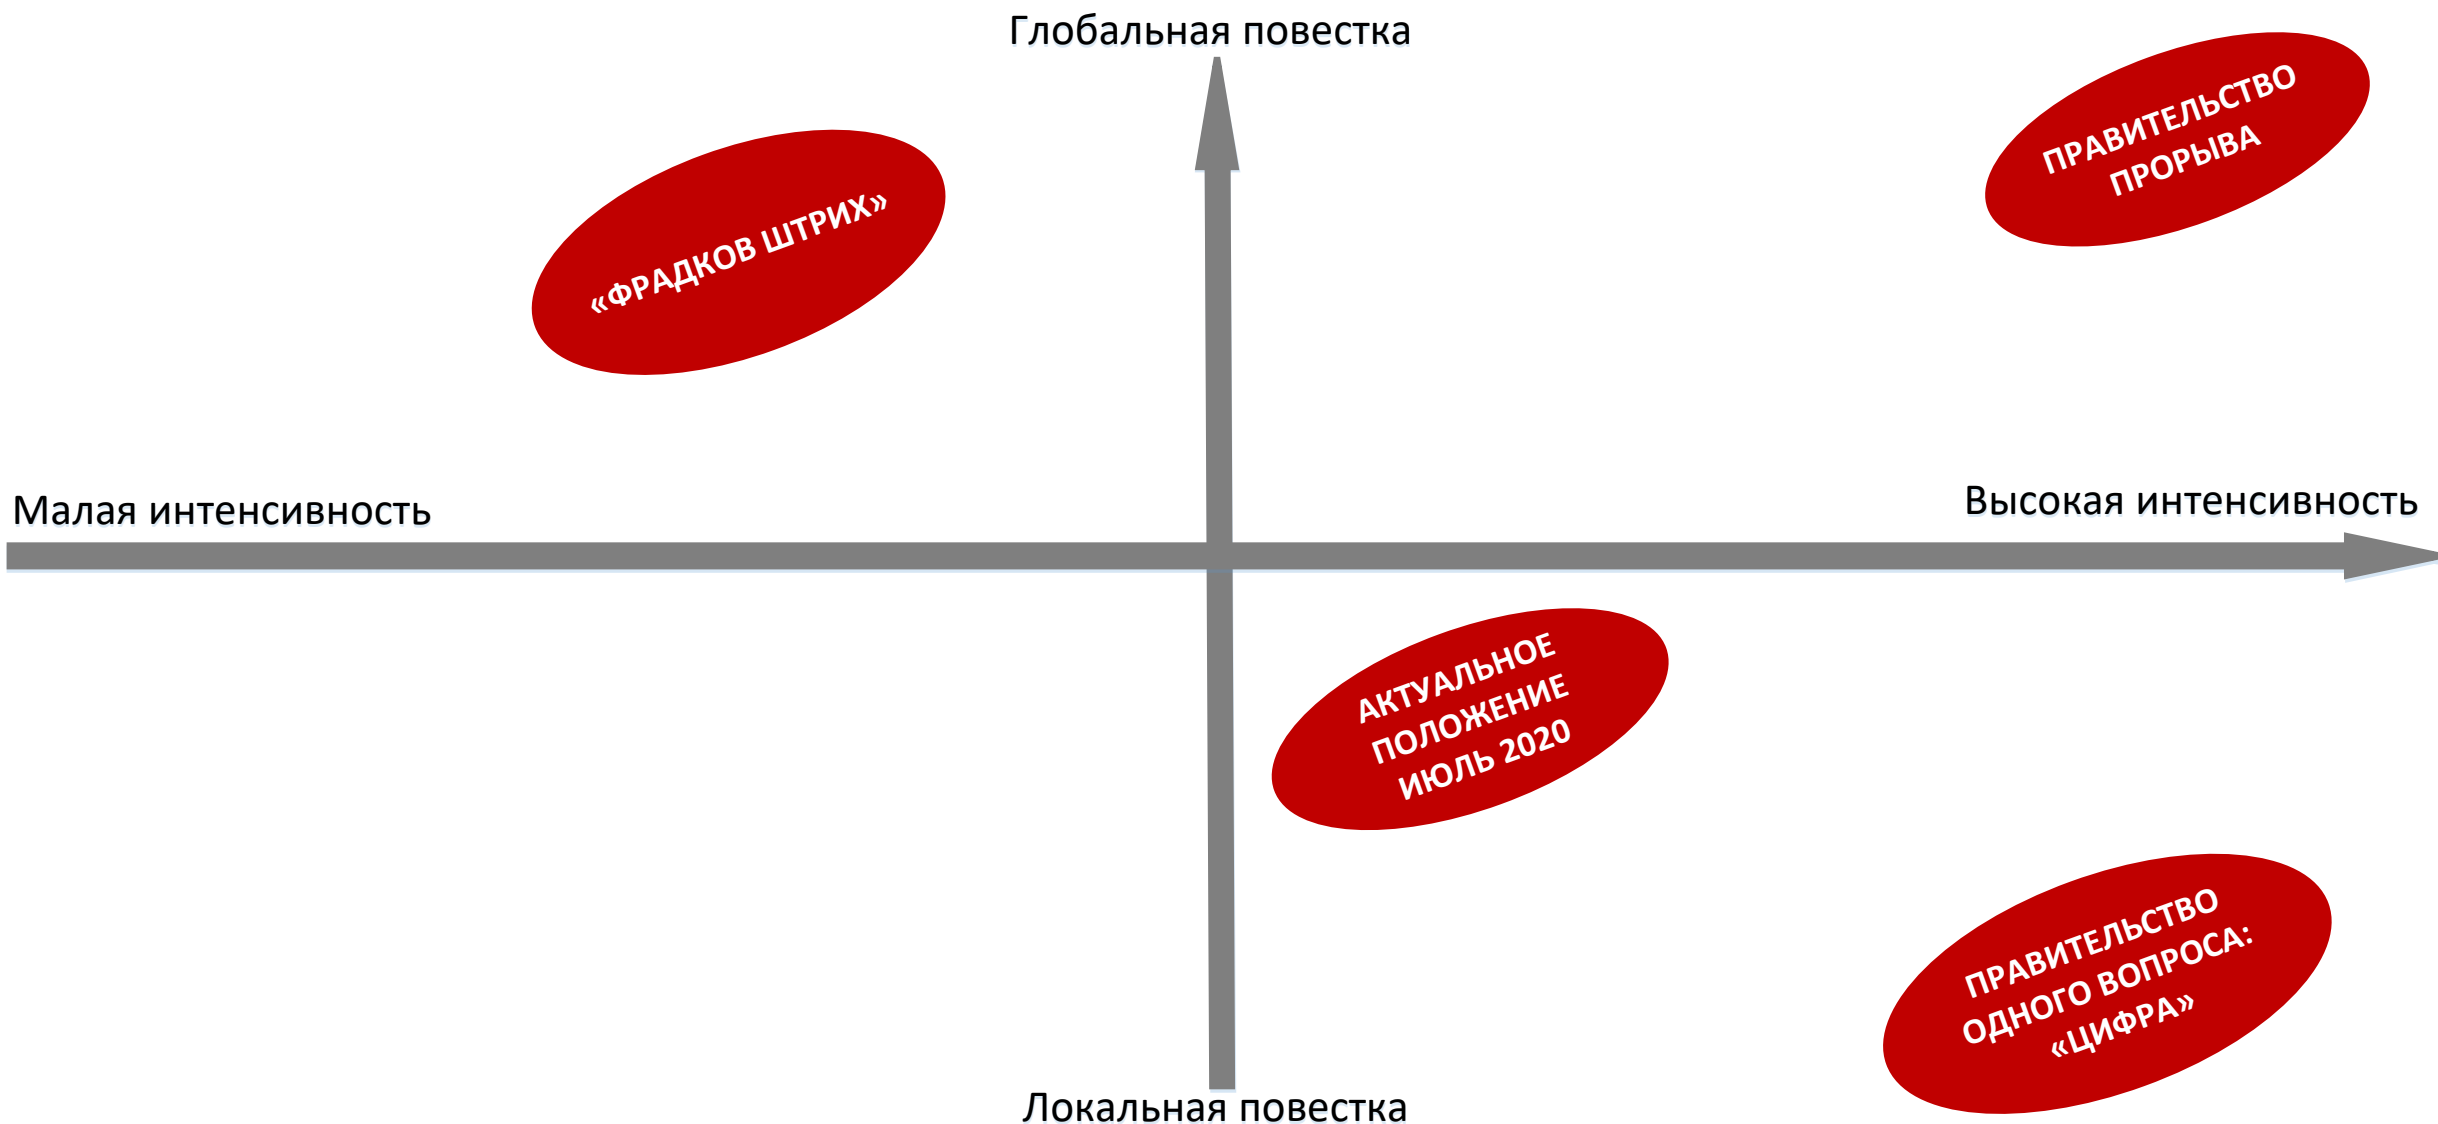 Глобальная повестка
ПРАВИТЕЛЬСТВО
ПРОРЫВА
«ФРАДКОВ ШТРИХ»
Малая интенсивность
Высокая интенсивность
АКТУАЛЬНОЕ
ПОЛОЖЕНИЕ
ИЮЛЬ 2020
ПРАВИТЕЛЬСТВО
ОДНОГО ВОПРОСА:
«ЦИФРА»
Локальная повестка